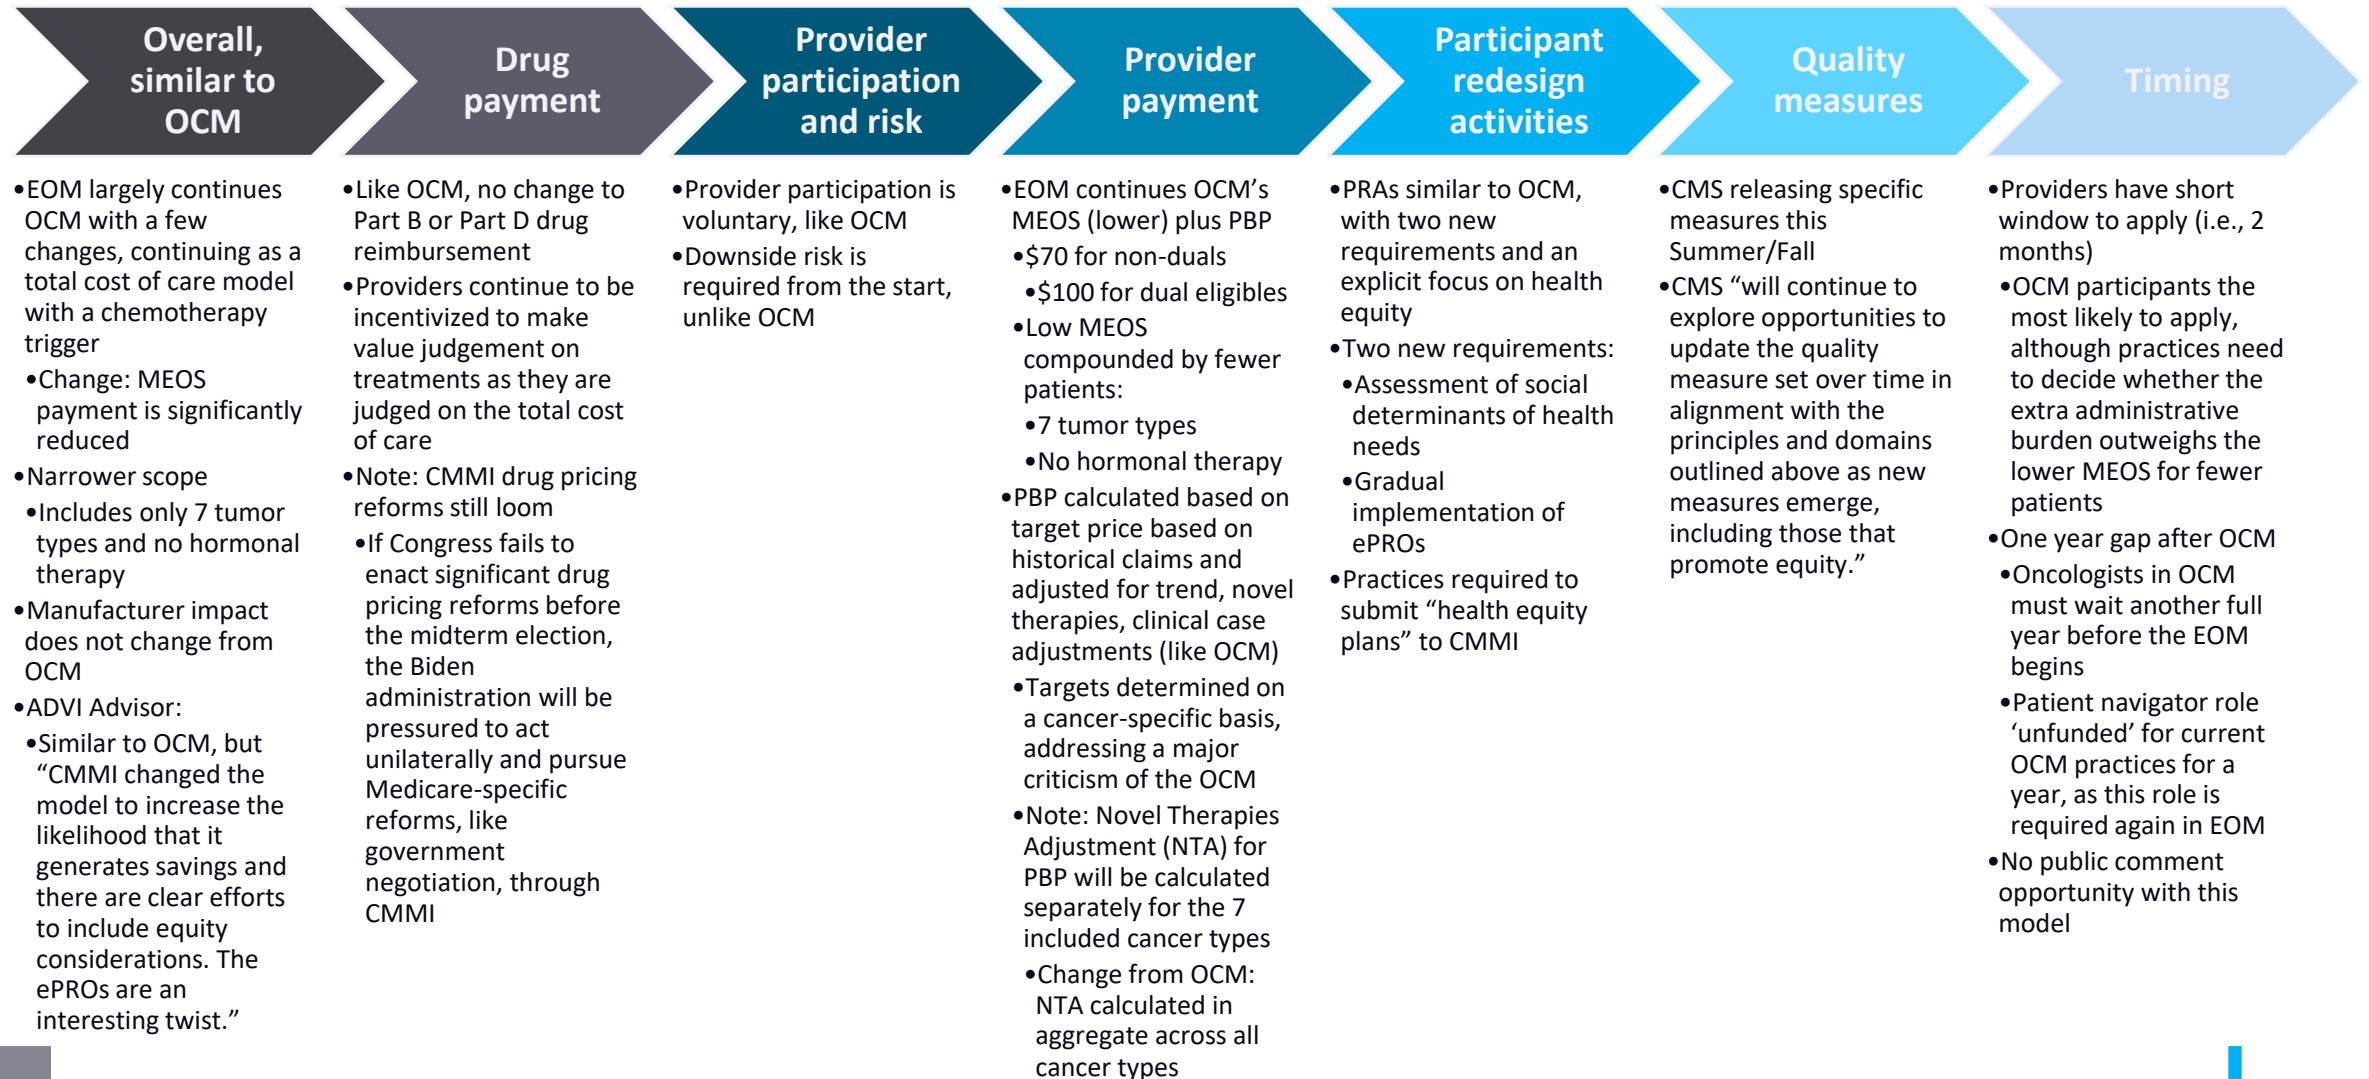 Overall,
similar to
OCM
•EOM largely continues
OCM with a few
changes, continuing as a
total cost of care model
with a chemotherapy
trigger
•Change: MEOS
payment is significantly
reduced
•Narrower scope
•Includes only 7 tumor
types and no hormonal
therapy
•Manufacturer impact
does not change from
OCM
•ADVI Advisor:
•Similar to OCM, but
“CMMI changed the
model to increase the
likelihood that it
generates savings and
there are clear efforts
to include equity
considerations. The
ePROs are an
interesting twist.”
Drug
payment
•Like OCM, no change to
Part B or Part D drug
reimbursement
•Providers continue to be
incentivized to make
value judgement on
treatments as they are
judged on the total cost
of care
•Note: CMMI drug pricing
reforms still loom
•If Congress fails to
enact significant drug
pricing reforms before
the midterm election,
the Biden
administration will be
pressured to act
unilaterally and pursue
Medicare-specific
reforms, like
government
negotiation, through
CMMI
Provider
participation
and risk
•Provider participation is
voluntary, like OCM
•Downside risk is
required from the start,
unlike OCM
Provider
payment
•EOM continues OCM’s
MEOS (lower) plus PBP
•$70 for non-duals
•$100 for dual eligibles
•Low MEOS
compounded by fewer
patients:
•7 tumor types
•No hormonal therapy
•PBP calculated based on
target price based on
historical claims and
adjusted for trend, novel
therapies, clinical case
adjustments (like OCM)
•Targets determined on
a cancer-specific basis,
addressing a major
criticism of the OCM
•Note: Novel Therapies
Adjustment (NTA) for
PBP will be calculated
separately for the 7
included cancer types
•Change from OCM:
NTA calculated in
aggregate across all
cancer types
Participant
redesign
activities
•PRAs similar to OCM,
with two new
requirements and an
explicit focus on health
equity
•Two new requirements:
•Assessment of social
determinants of health
needs
•Gradual
implementation of
ePROs
•Practices required to
submit “health equity
plans” to CMMI
Quality
measures
•CMS releasing specific
measures this
Summer/Fall
•CMS “will continue to
explore opportunities to
update the quality
measure set over time in
alignment with the
principles and domains
outlined above as new
measures emerge,
including those that
promote equity.”
Timing
•Providers have short
window to apply (i.e., 2
months)
•OCM participants the
most likely to apply,
although practices need
to decide whether the
extra administrative
burden outweighs the
lower MEOS for fewer
patients
•One year gap after OCM
•Oncologists in OCM
must wait another full
year before the EOM
begins
•Patient navigator role
‘unfunded’ for current
OCM practices for a
year, as this role is
required again in EOM
•No public comment
opportunity with this
model